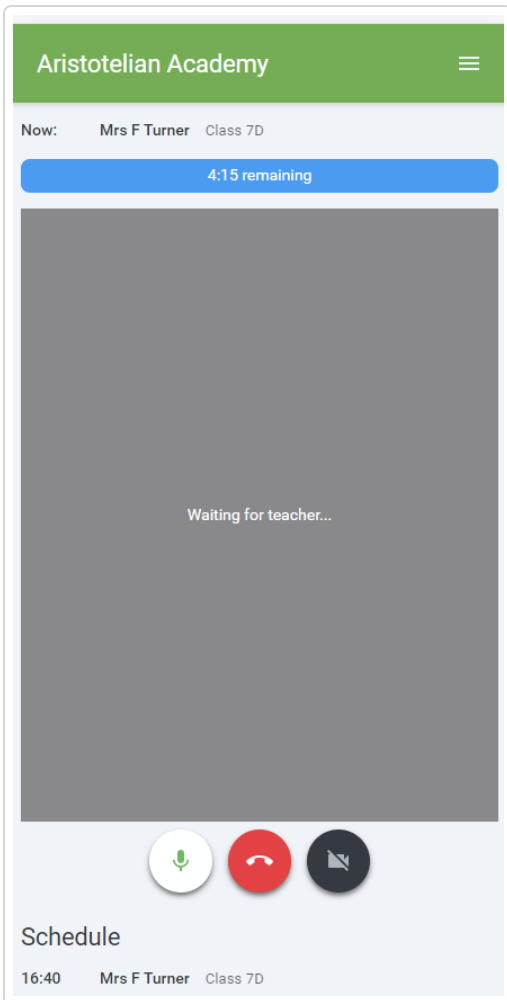 Aristotelian Academy
Now: Mrs F Turner Class 7D
4:15 remaining
Waiting for teacher...
Schedule
16:40 Mrs F Turner Class 7D